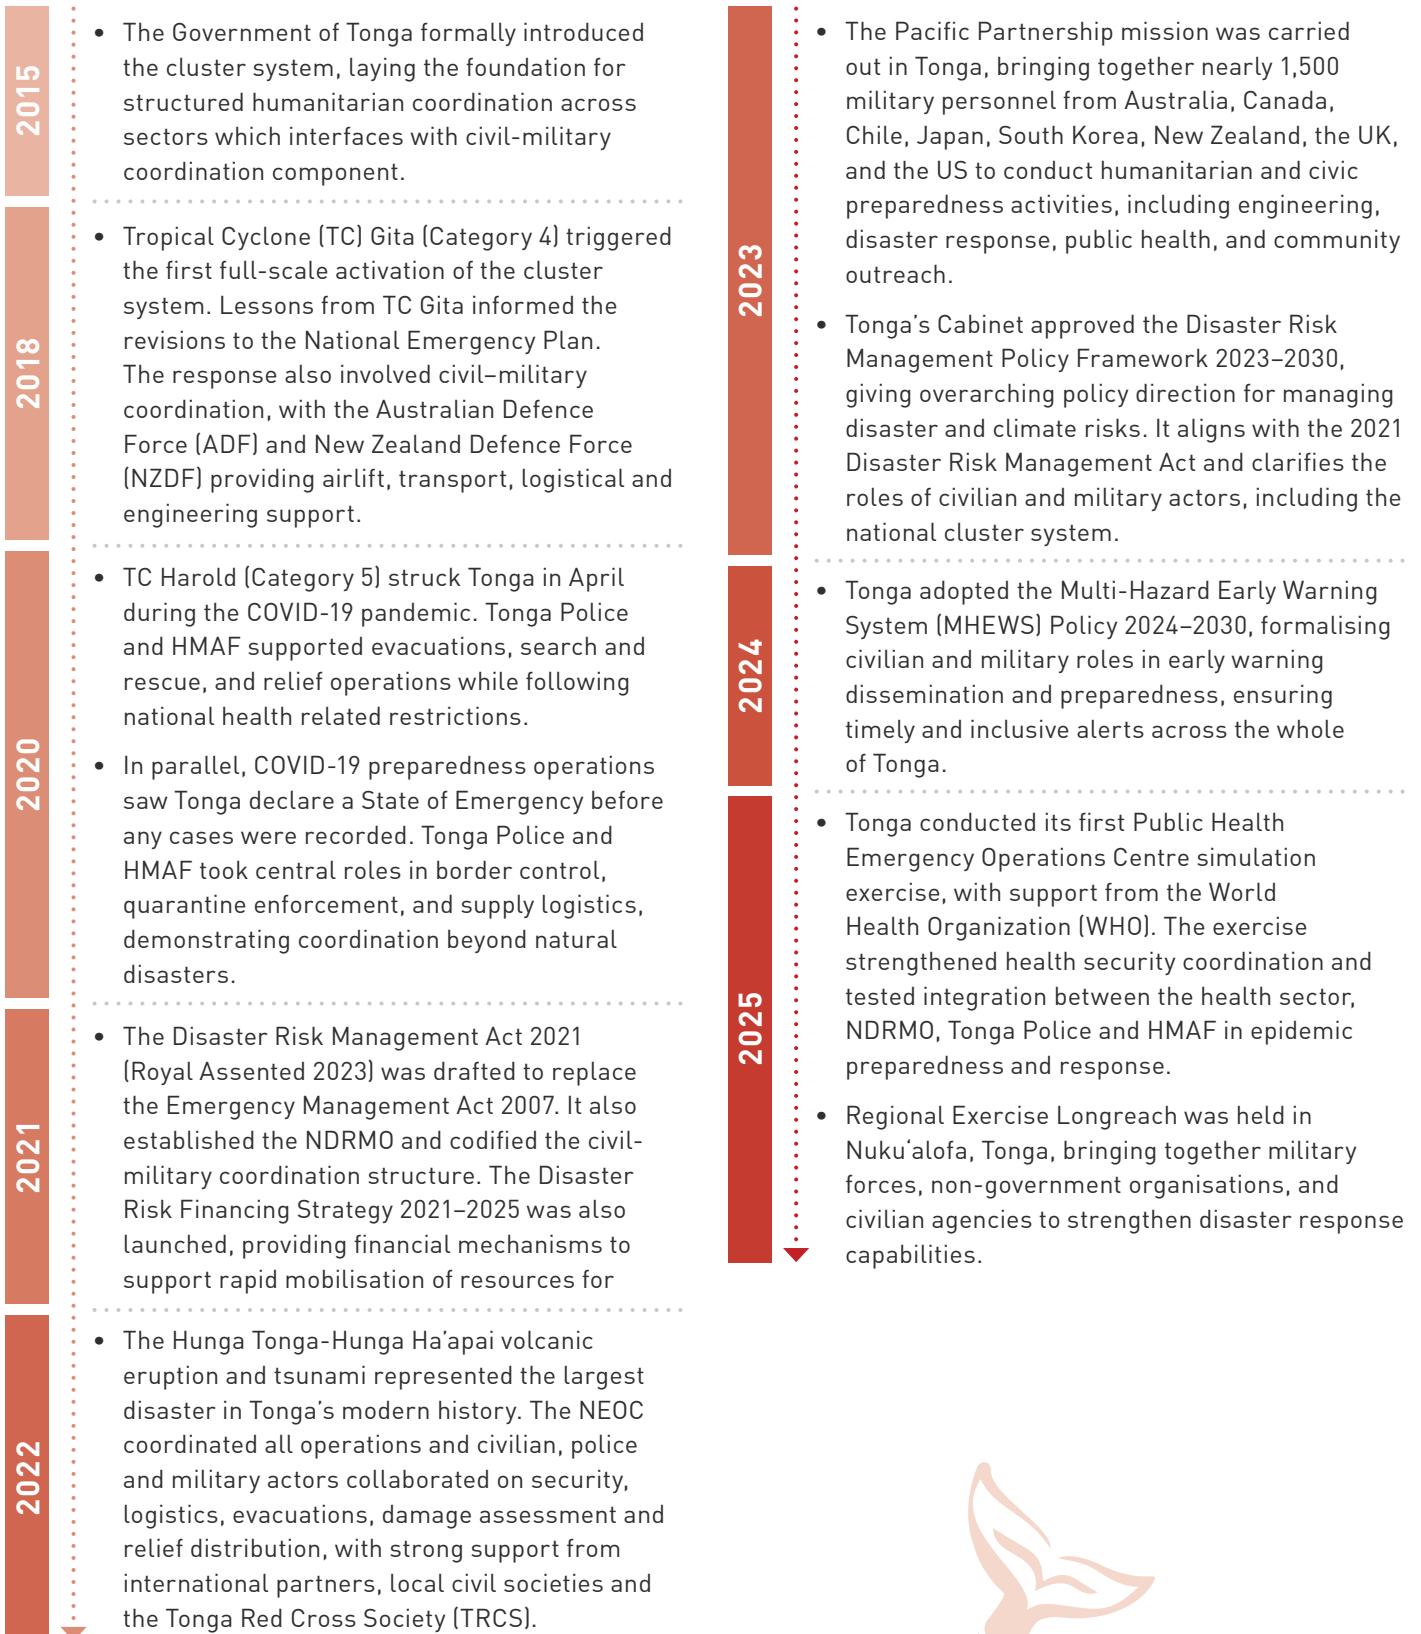 2015
• The Government of Tonga formally introduced
the cluster system, laying the foundation for
structured humanitarian coordination across
sectors which interfaces with civil-military
coordination component.
2018
• Tropical Cyclone (TC) Gita (Category 4) triggered
the first full-scale activation of the cluster
system. Lessons from TC Gita informed the
revisions to the National Emergency Plan.
The response also involved civil–military
coordination, with the Australian Defence
Force (ADF) and New Zealand Defence Force
(NZDF) providing airlift, transport, logistical and
engineering support.
2020
• TC Harold (Category 5) struck Tonga in April
during the COVID-19 pandemic. Tonga Police
and HMAF supported evacuations, search and
rescue, and relief operations while following
national health related restrictions.
• In parallel, COVID-19 preparedness operations
saw Tonga declare a State of Emergency before
any cases were recorded. Tonga Police and
HMAF took central roles in border control,
quarantine enforcement, and supply logistics,
demonstrating coordination beyond natural
disasters.
2021
• The Disaster Risk Management Act 2021
(Royal Assented 2023) was drafted to replace
the Emergency Management Act 2007. It also
established the NDRMO and codified the civil-
military coordination structure. The Disaster
Risk Financing Strategy 2021–2025 was also
launched, providing financial mechanisms to
support rapid mobilisation of resources for
2022
• The Hunga Tonga-Hunga Ha’apai volcanic
eruption and tsunami represented the largest
disaster in Tonga’s modern history. The NEOC
coordinated all operations and civilian, police
and military actors collaborated on security,
logistics, evacuations, damage assessment and
relief distribution, with strong support from
international partners, local civil societies and
the Tonga Red Cross Society (TRCS).
2023
• The Pacific Partnership mission was carried
out in Tonga, bringing together nearly 1,500
military personnel from Australia, Canada,
Chile, Japan, South Korea, New Zealand, the UK,
and the US to conduct humanitarian and civic
preparedness activities, including engineering,
disaster response, public health, and community
outreach.
• Tonga’s Cabinet approved the Disaster Risk
Management Policy Framework 2023–2030,
giving overarching policy direction for managing
disaster and climate risks. It aligns with the 2021
Disaster Risk Management Act and clarifies the
roles of civilian and military actors, including the
national cluster system.
2024
• Tonga adopted the Multi-Hazard Early Warning
System (MHEWS) Policy 2024–2030, formalising
civilian and military roles in early warning
dissemination and preparedness, ensuring
timely and inclusive alerts across the whole
of Tonga.
2025
• Tonga conducted its first Public Health
Emergency Operations Centre simulation
exercise, with support from the World
Health Organization (WHO). The exercise
strengthened health security coordination and
tested integration between the health sector,
NDRMO, Tonga Police and HMAF in epidemic
preparedness and response.
• Regional Exercise Longreach was held in
Nuku‘alofa, Tonga, bringing together military
forces, non-government organisations, and
civilian agencies to strengthen disaster response
capabilities.